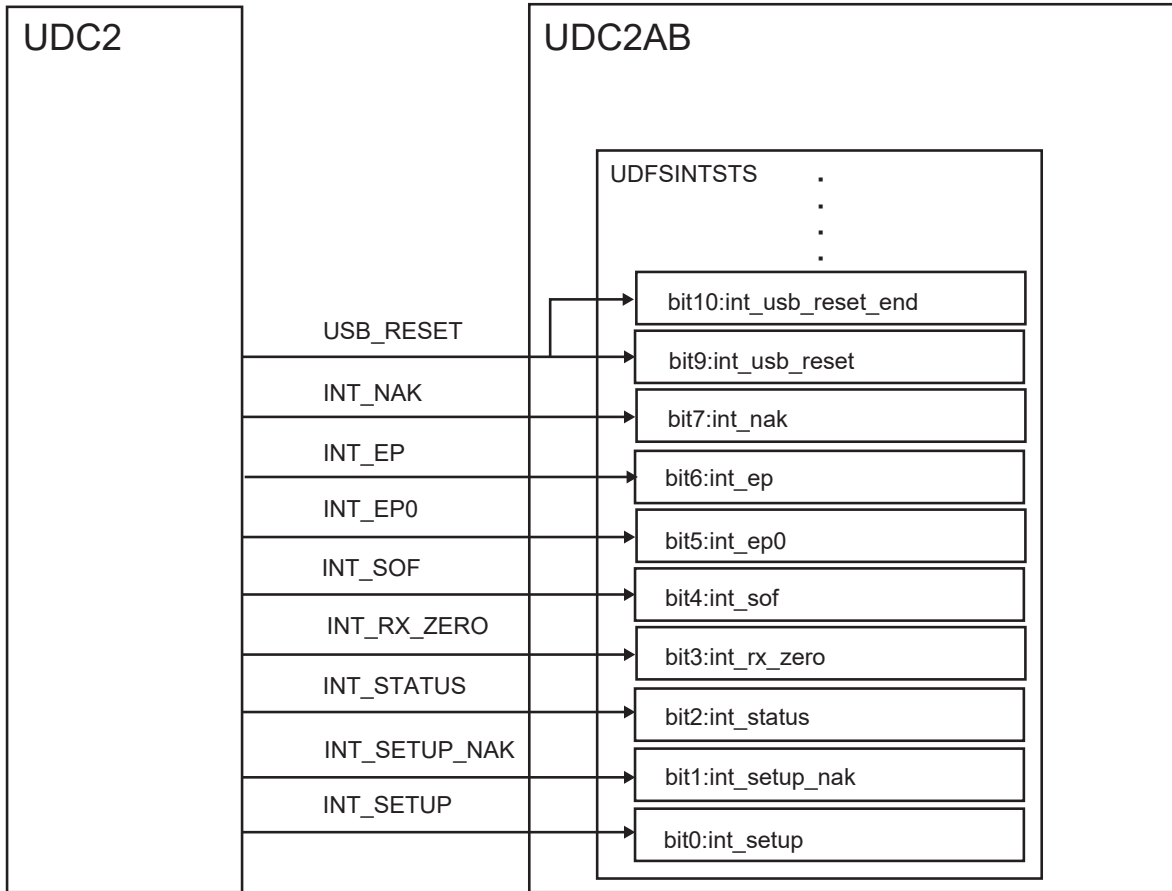 UDC2
UDC2AB
UDFSINTSTS
bit10:int_usb_reset_end
USB_RESET
bit9:int_usb_reset
INT_NAK
bit7:int_nak
INT_EP
bit6:int_ep
INT_EP0
bit5:int_ep0
INT_SOF
bit4:int_sof
INT_RX_ZERO
bit3:int_rx_zero
INT_STATUS
bit2:int_status
INT_SETUP_NAK
bit1:int_setup_nak
INT_SETUP
bit0:int_setup